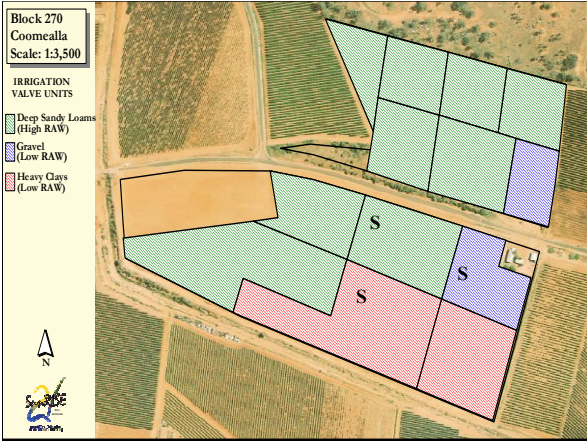 Block 270
Coomealla
Scale: 1:3,500
IRRIGATION
VALVE UNITS
Deep Sandy Loams
(High RAW)
Gravel
(Low RAW)
Heavy Clays
(Low RAW)
S
S
S
N
SunRISE